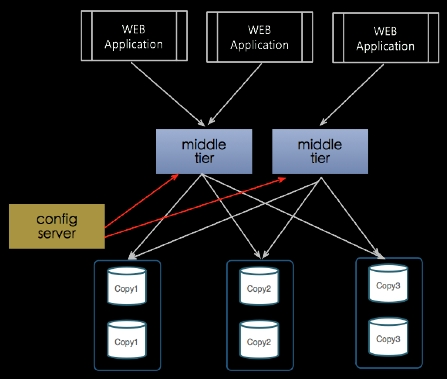 WEB
Application
WEB
Application
WEB
Application
middle
tier
middle
tier
config
server
Copy1
Copy2
Copy3
Copy1
Copy2
Copy3